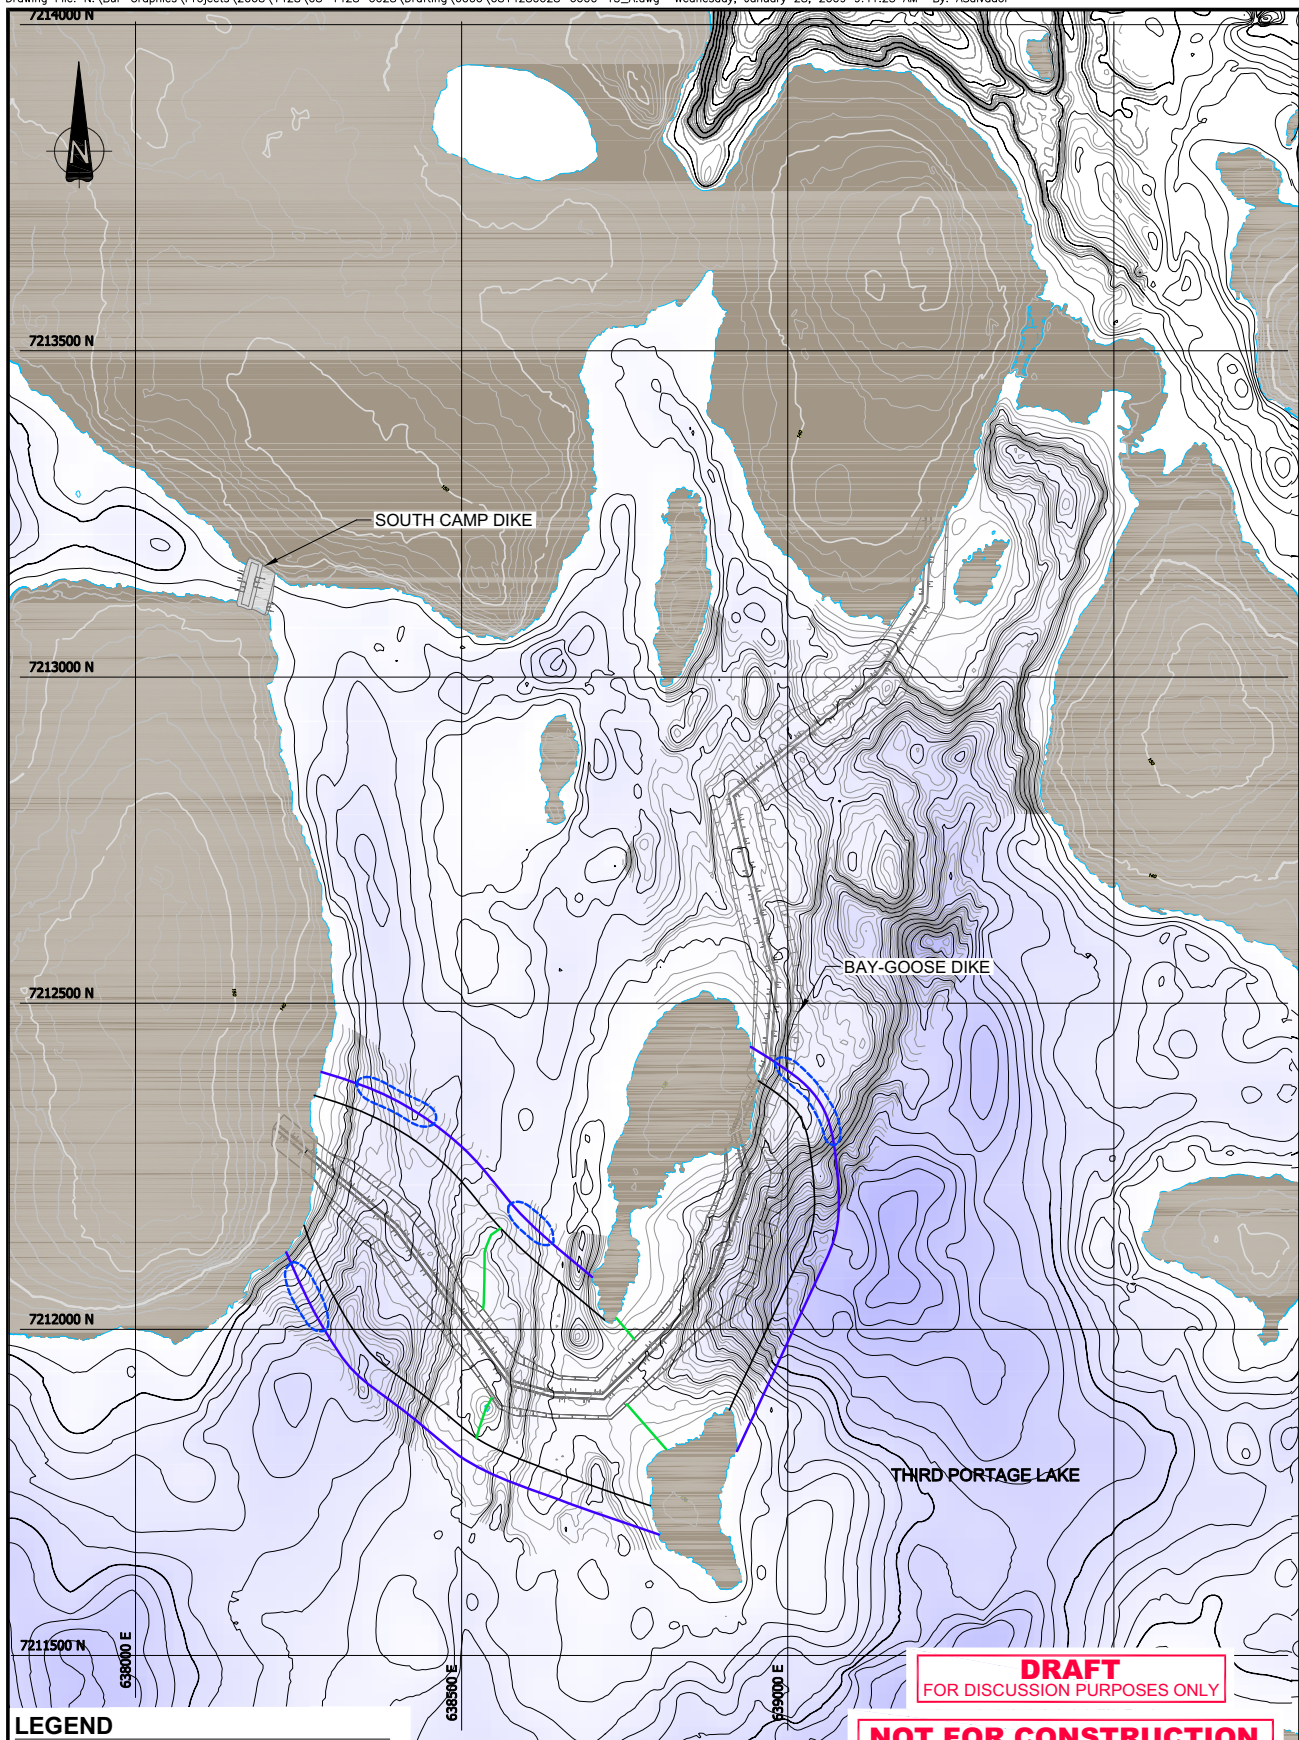 7214000 N
N
7213500 N
SOUTH CAMP DIKE
7213000 N
BAY-GOOSE DIKE
7212500 N
7212000 N
THIRD PORTAGE LAKE
7211500 N
638000 E
638500 E
639000 E
DRAFT
FOR DISCUSSION PURPOSES ONLY
NOT FOR CONSTRUCTION
LEGEND